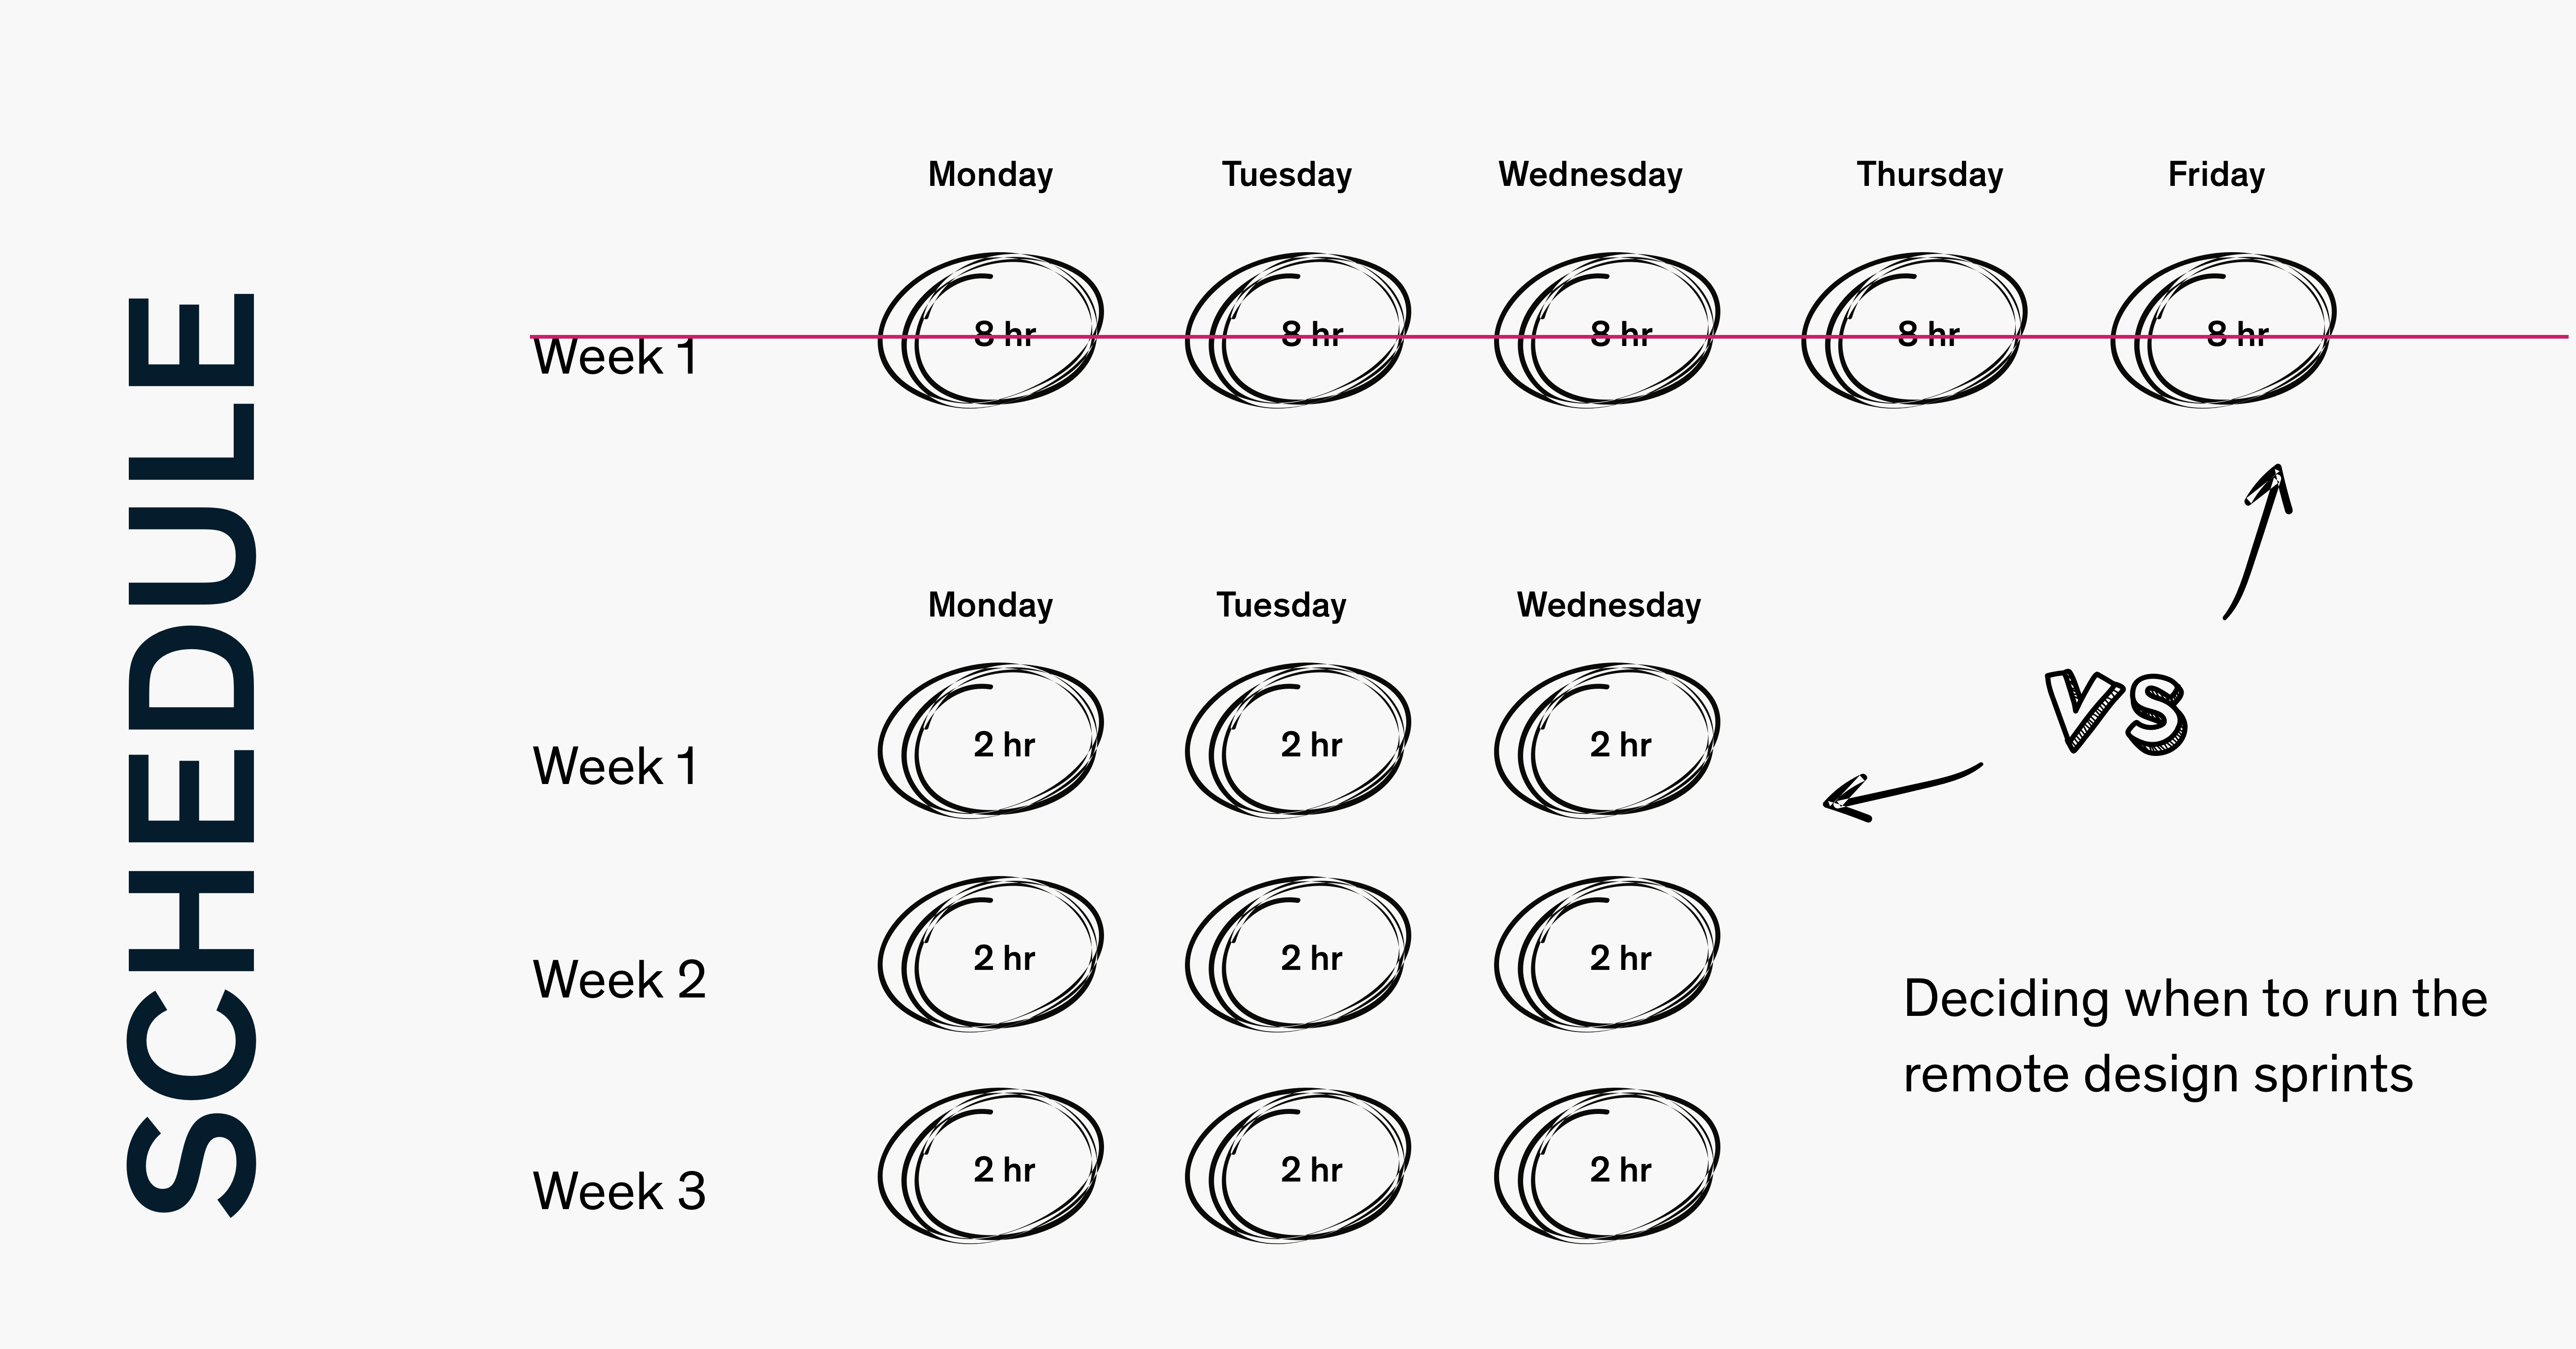 SCHEDULE
Monday Tuesday Wednesday Thursday Friday
Week 1 8 hr 8 hr 8 hr 8 hr 8 hr
Monday Tuesday Wednesday
VS
Week 1 2 hr 2 hr 2 hr
Week 2 2 hr 2 hr 2 hr
Deciding when to run the
remote design sprints
Week 3 2 hr 2 hr 2 hr